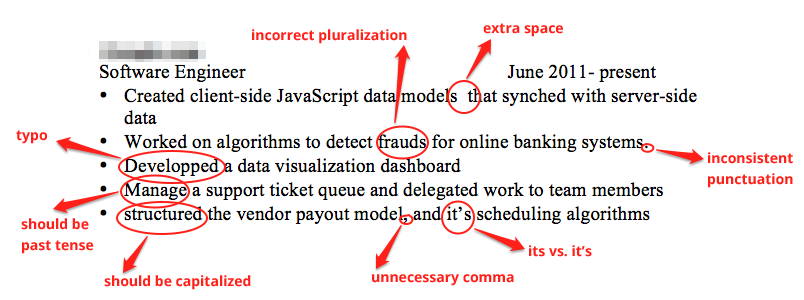 incorrect pluralization
extra space
Software Engineer June 2011- present
• Created client-side JavaScript data models  that synched with server-side
data
typo
• Worked on algorithms to detect frauds for online banking systems.
• Developped a data visualization dashboard
inconsistent
punctuation
• Manage a support ticket queue and delegated work to team members
• structured the vendor payout model, and it’s scheduling algorithms
should be
past tense
its vs. it’s
should be capitalized
unnecessary comma